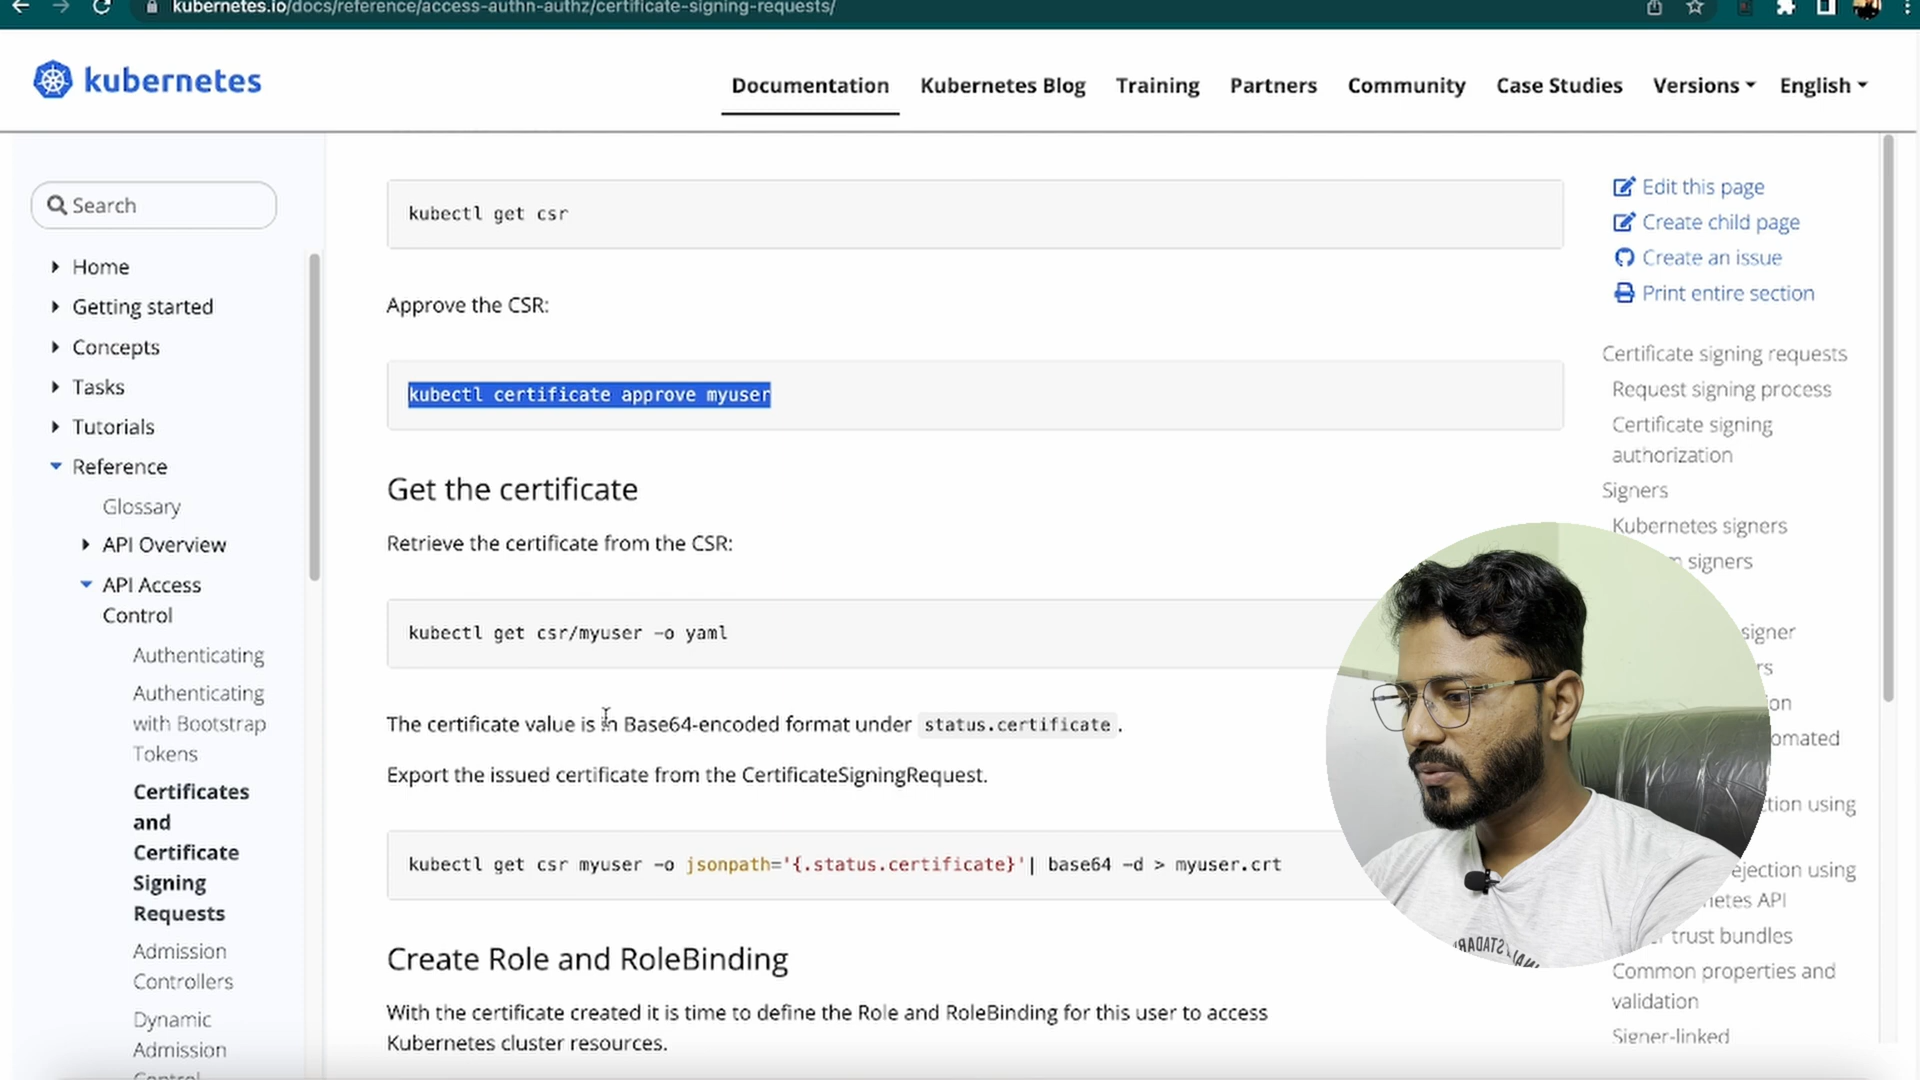 kubernetes.io/docs/reference/access-authn-authz/certificate-signing-requests/
kubernetes
Documentation
Kubernetes Blog
Training
Partners
Community
Case Studies
Versions
English
Search
Home
Getting started
Concepts
Tasks
Tutorials
Reference
Glossary
API Overview
API Access
Control
Authenticating
Authenticating
with Bootstrap
Tokens
Certificates
and
Certificate
Signing
Requests
Admission
Controllers
Dynamic
Admission
Control
kubectl get csr
Approve the CSR:
kubectl certificate approve myuser
Get the certificate
Retrieve the certificate from the CSR:
kubectl get csr/myuser -o yaml
The certificate value is in Base64-encoded format under status.certificate.
Export the issued certificate from the CertificateSigningRequest.
kubectl get csr myuser -o jsonpath='{.status.certificate}'| base64 -d > myuser.crt
Create Role and RoleBinding
With the certificate created it is time to define the Role and RoleBinding for this user to access
Kubernetes cluster resources.
Edit this page
Create child page
Create an issue
Print entire section
Certificate signing requests
Request signing process
Certificate signing
authorization
Signers
Kubernetes signers
signers
signer
using
using
API
trust bundles
Common properties and
validation
Signer-linked